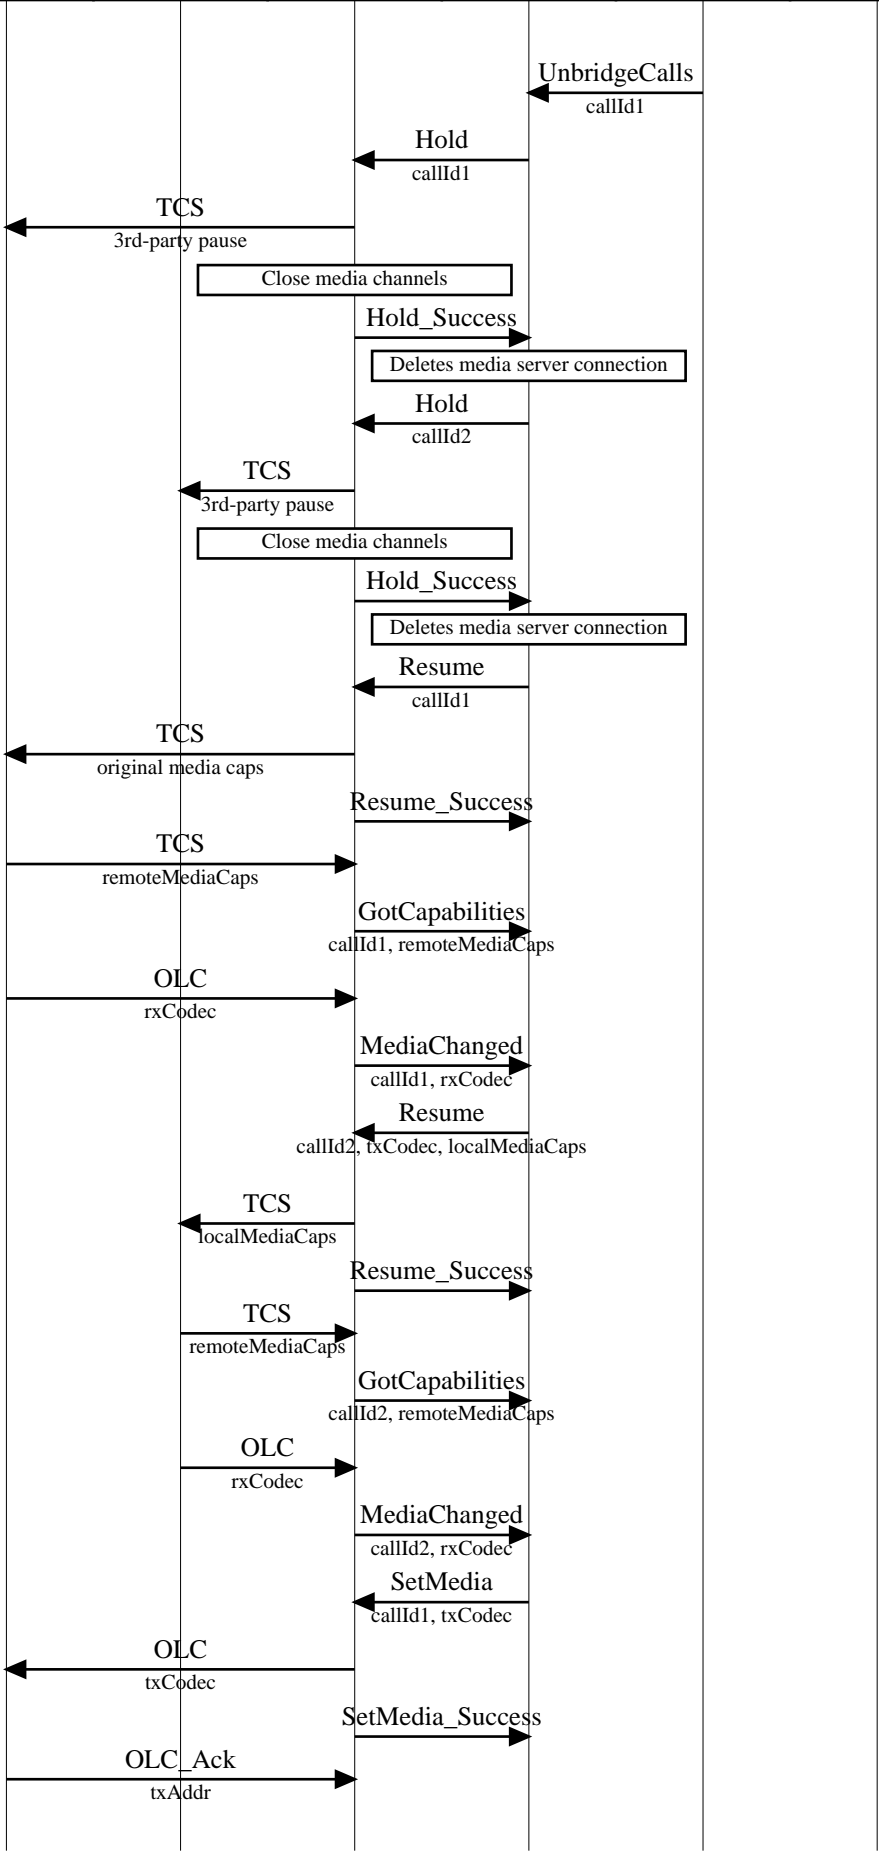 UnbridgeCalls
callId1
Hold
callId1
TCS
3rd-party pause
Close media channels
Hold_Success
Deletes media server connection
Hold
callId2
TCS
3rd-party pause
Close media channels
Hold_Success
Deletes media server connection
Resume
callId1
TCS
original media caps
Resume_Success
TCS
remoteMediaCaps
GotCapabilities
callId1, remoteMediaCaps
OLC
rxCodec
MediaChanged
callId1, rxCodec
Resume
callId2, txCodec, localMediaCaps
TCS
localMediaCaps
Resume_Success
TCS
remoteMediaCaps
GotCapabilities
callId2, remoteMediaCaps
OLC
rxCodec
MediaChanged
callId2, rxCodec
SetMedia
callId1, txCodec
OLC
txCodec
SetMedia_Success
OLC_Ack
txAddr